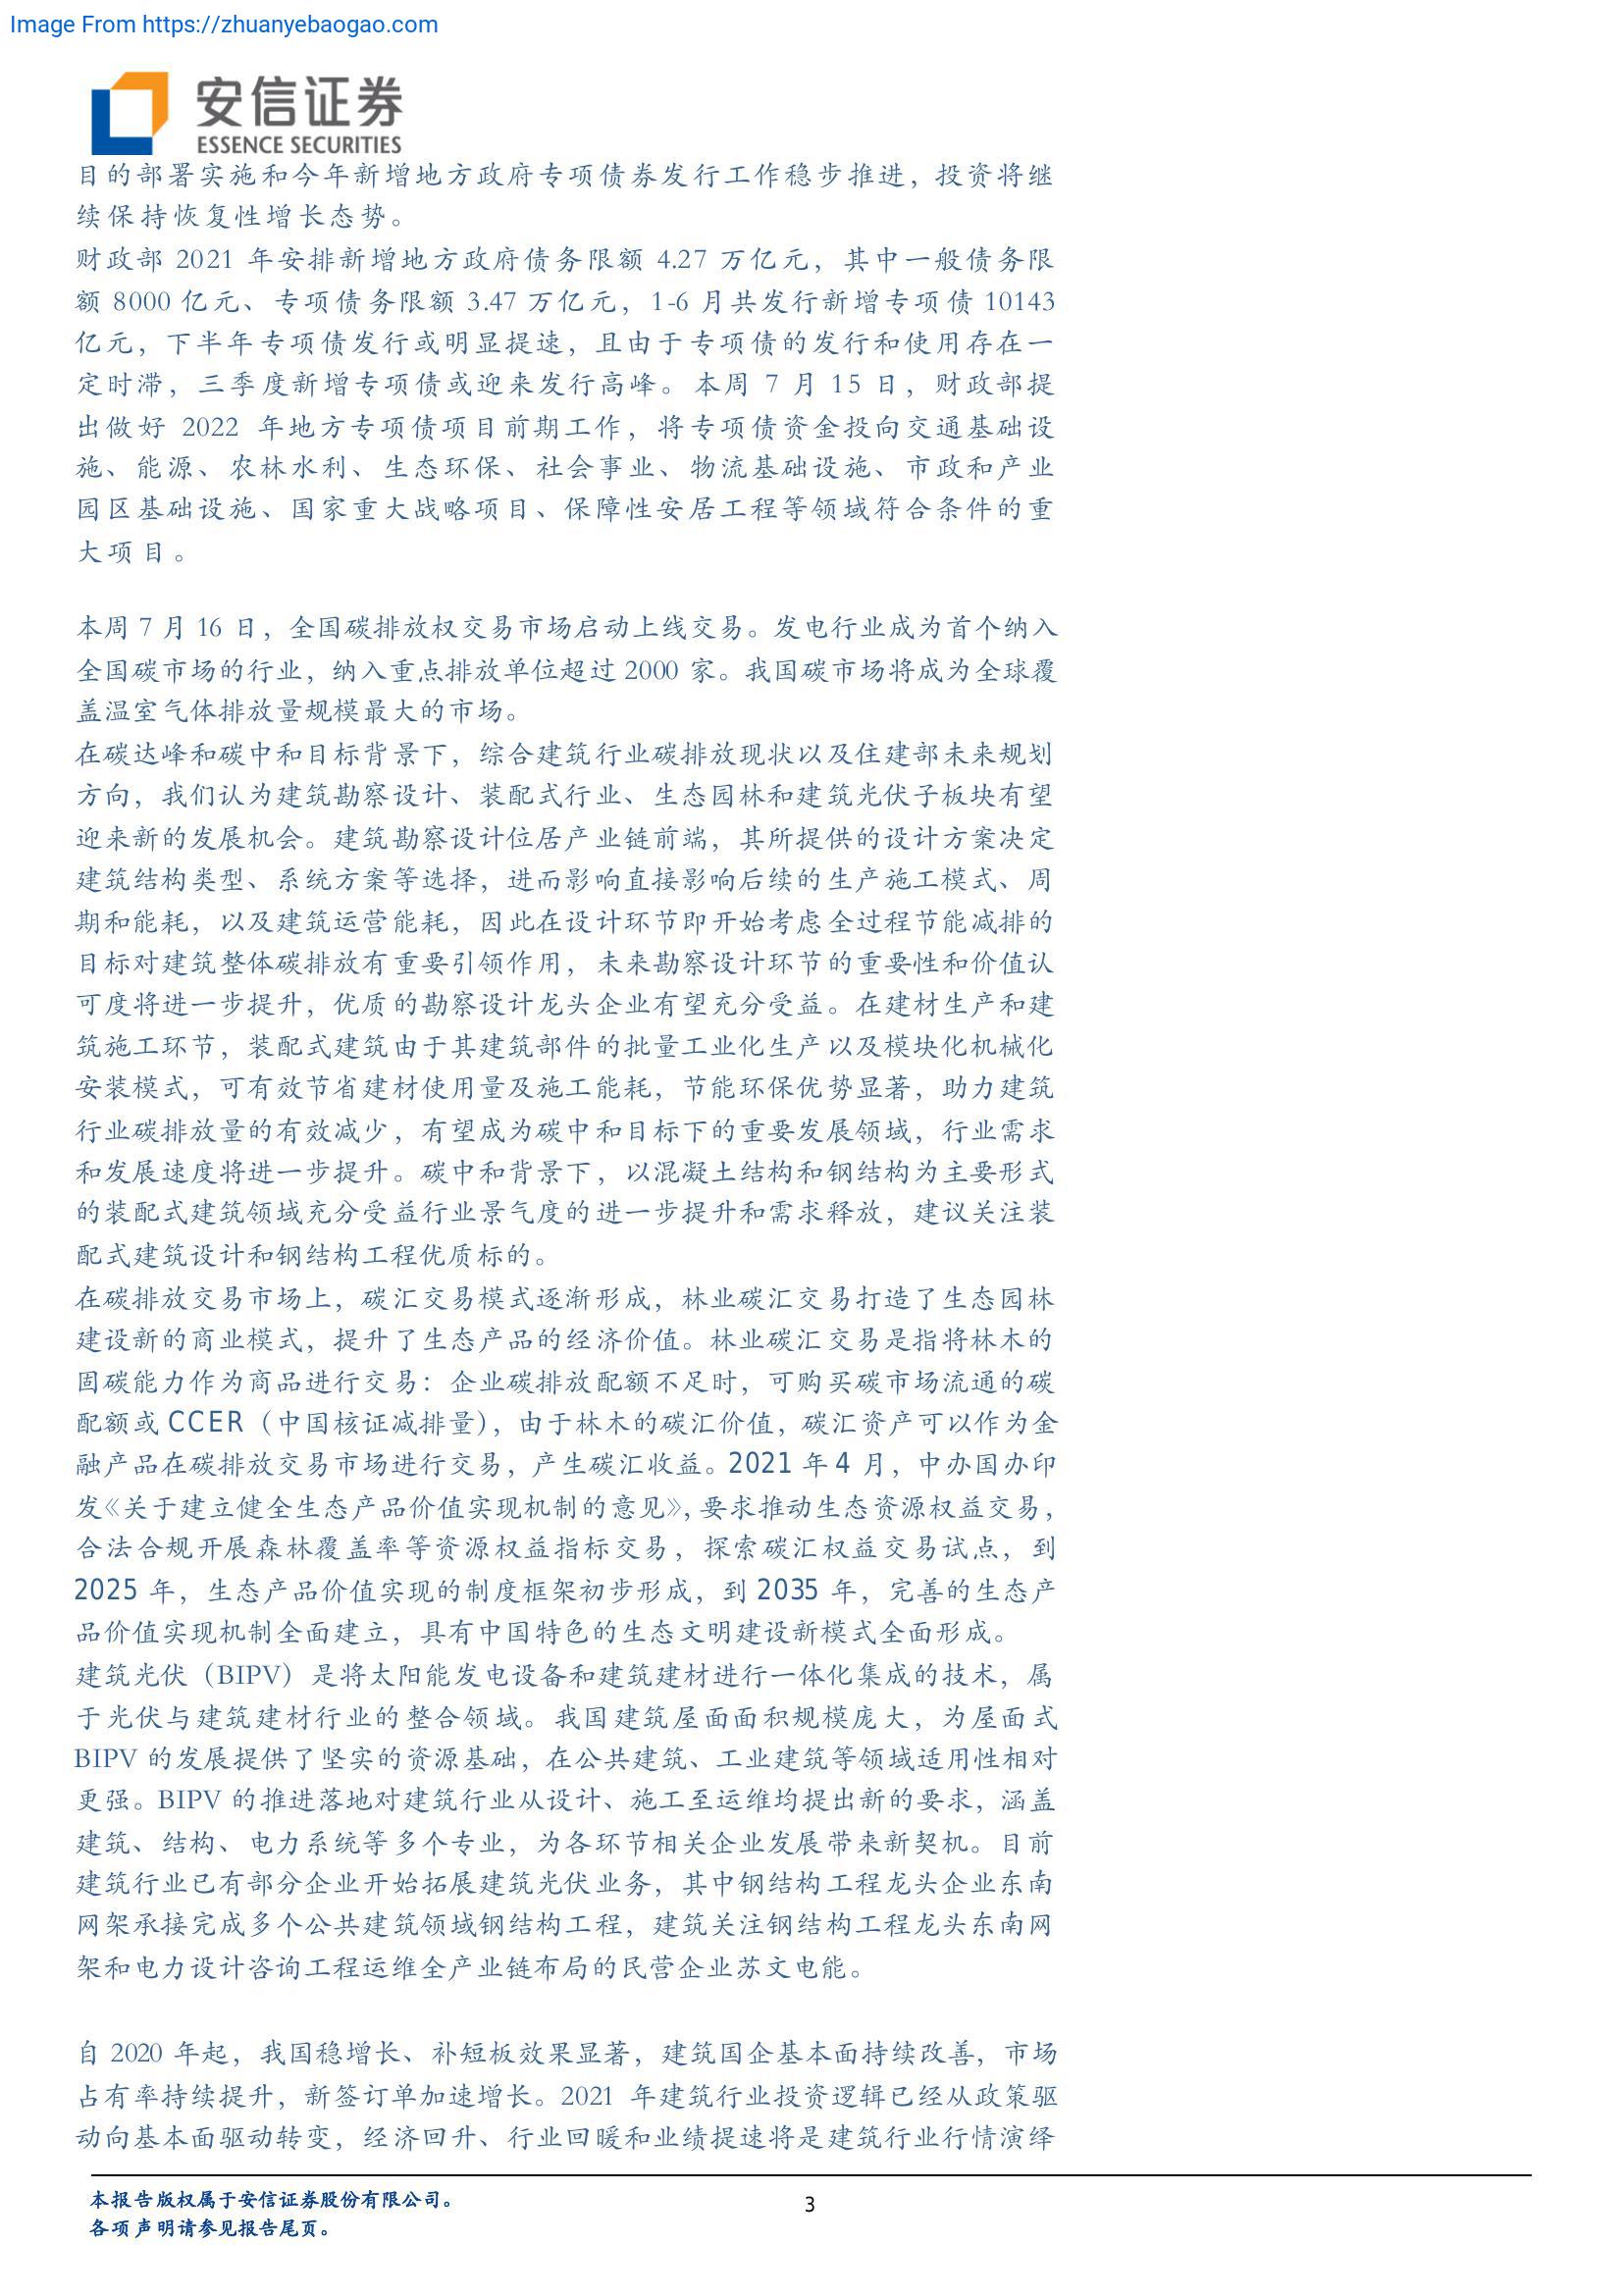 Image From https://zhuanyebaogao.com
安信证券
ESSENCE SECURITIES
目的部署实施和今年新增地方政府专项债券发行工作稳步推进，投资将继
续保持恢复性增长态势。
财政部 2021 年安排新增地方政府债务限额 4.27 万亿元，其中一般债务限
额 8000 亿元、专项债务限额 3.47 万亿元，1-6 月共发行新增专项债 10143
亿元，下半年专项债发行或明显提速，且由于专项债的发行和使用存在一
定时滞，三季度新增专项债或迎来发行高峰。本周 7 月 15 日，财政部提
出做好 2022 年地方专项债项目前期工作，将专项债资金投向交通基础设
施、能源、农林水利、生态环保、社会事业、物流基础设施、市政和产业
园区基础设施、国家重大战略项目、保障性安居工程等领域符合条件的重
大项目。
本周 7 月 16 日，全国碳排放权交易市场启动上线交易。发电行业成为首个纳入
全国碳市场的行业，纳入重点排放单位超过 2000 家。我国碳市场将成为全球覆
盖温室气体排放量规模最大的市场。
在碳达峰和碳中和目标背景下，综合建筑行业碳排放现状以及住建部未来规划
方向，我们认为建筑勘察设计、装配式行业、生态园林和建筑光伏子板块有望
迎来新的发展机会。建筑勘察设计位居产业链前端，其所提供的设计方案决定
建筑结构类型、系统方案等选择，进而影响直接影响后续的生产施工模式、周
期和能耗，以及建筑运营能耗，因此在设计环节即开始考虑全过程节能减排的
目标对建筑整体碳排放有重要引领作用，未来勘察设计环节的重要性和价值认
可度将进一步提升，优质的勘察设计龙头企业有望充分受益。在建材生产和建
筑施工环节，装配式建筑由于其建筑部件的批量工业化生产以及模块化机械化
安装模式，可有效节省建材使用量及施工能耗，节能环保优势显著，助力建筑
行业碳排放量的有效减少，有望成为碳中和目标下的重要发展领域，行业需求
和发展速度将进一步提升。碳中和背景下，以混凝土结构和钢结构为主要形式
的装配式建筑领域充分受益行业景气度的进一步提升和需求释放，建议关注装
配式建筑设计和钢结构工程优质标的。
在碳排放交易市场上，碳汇交易模式逐渐形成，林业碳汇交易打造了生态园林
建设新的商业模式，提升了生态产品的经济价值。林业碳汇交易是指将林木的
固碳能力作为商品进行交易：企业碳排放配额不足时，可购买碳市场流通的碳
配额或 CCER（中国核证减排量），由于林木的碳汇价值，碳汇资产可以作为金
融产品在碳排放交易市场进行交易，产生碳汇收益。2021 年 4 月，中办国办印
发《关于建立健全生态产品价值实现机制的意见》，要求推动生态资源权益交易，
合法合规开展森林覆盖率等资源权益指标交易，探索碳汇权益交易试点，到
2025 年，生态产品价值实现的制度框架初步形成，到 2035 年，完善的生态产
品价值实现机制全面建立，具有中国特色的生态文明建设新模式全面形成。
建筑光伏（BIPV）是将太阳能发电设备和建筑建材进行一体化集成的技术，属
于光伏与建筑建材行业的整合领域。我国建筑屋面面积规模庞大，为屋面式
BIPV 的发展提供了坚实的资源基础，在公共建筑、工业建筑等领域适用性相对
更强。BIPV 的推进落地对建筑行业从设计、施工至运维均提出新的要求，涵盖
建筑、结构、电力系统等多个专业，为各环节相关企业发展带来新契机。目前
建筑行业已有部分企业开始拓展建筑光伏业务，其中钢结构工程龙头企业东南
网架承接完成多个公共建筑领域钢结构工程，建筑关注钢结构工程龙头东南网
架和电力设计咨询工程运维全产业链布局的民营企业苏文电能。
自 2020 年起，我国稳增长、补短板效果显著，建筑国企基本面持续改善，市场
占有率持续提升，新签订单加速增长。2021 年建筑行业投资逻辑已经从政策驱
动向基本面驱动转变，经济回升、行业回暖和业绩提速将是建筑行业行情演绎
本报告版权属于安信证券股份有限公司。
3
各项声明请参见报告尾页。